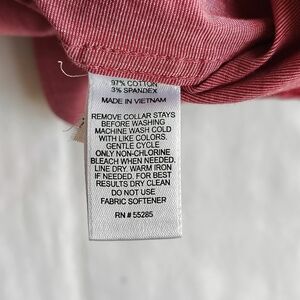 97% COTTON
3% SPANDEX
MADE IN VIETNAM
REMOVE COLLAR STAYS
BEFORE WASHING
MACHINE WASH COLD
WITH LIKE COLORS.
GENTLE CYCLE
ONLY NON-CHLORINE
BLEACH WHEN NEEDED.
LINE DRY. WARM IRON
IF NEEDED. FOR BEST
RESULTS DRY CLEAN
DO NOT USE
FABRIC SOFTENER
RN # 55285